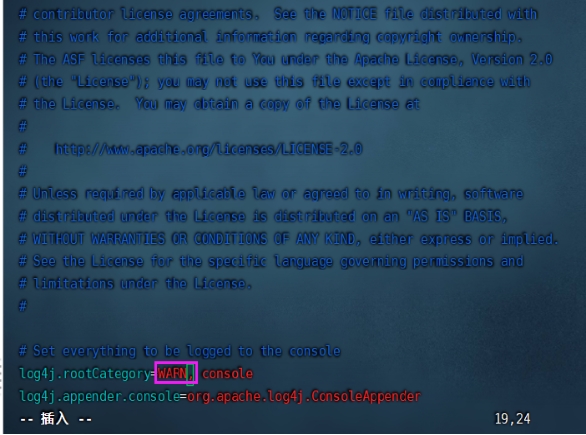 # contributor license agreements.  See the NOTICE file distributed with
# this work for additional information regarding copyright ownership.
# The ASF licenses this file to You under the Apache License, Version 2.0
# (the "License"); you may not use this file except in compliance with
# the License.  You may obtain a copy of the License at
#
#    http://www.apache.org/licenses/LICENSE-2.0
#
# Unless required by applicable law or agreed to in writing, software
# distributed under the License is distributed on an "AS IS" BASIS,
# WITHOUT WARRANTIES OR CONDITIONS OF ANY KIND, either express or implied.
# See the License for the specific language governing permissions and
# limitations under the License.
#
# Set everything to be logged to the console
log4j.rootCategory=WARN, console
log4j.appender.console=org.apache.log4j.ConsoleAppender
-- 插入 -- 19,24